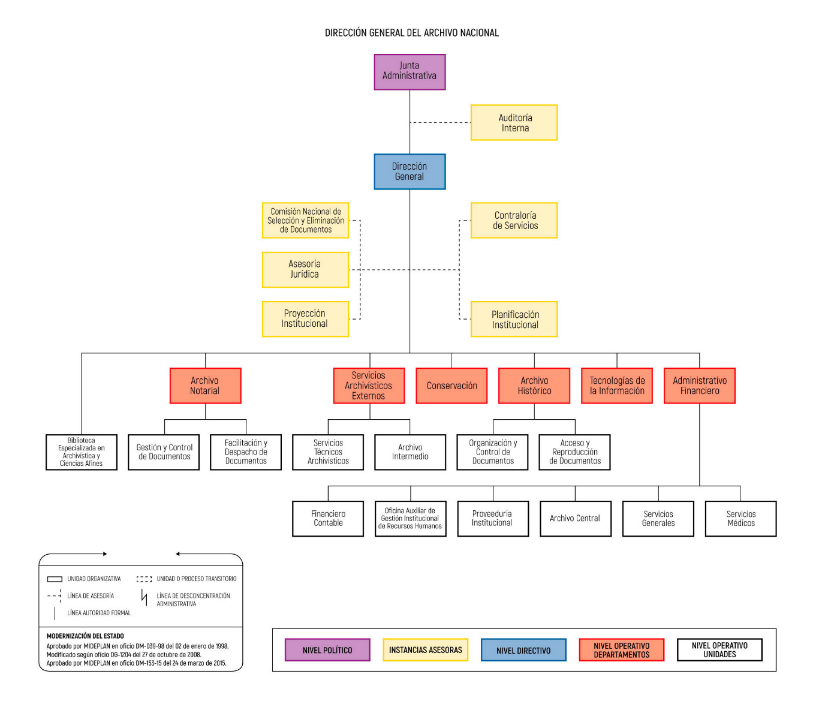 DIRECCIÓN GENERAL DEL ARCHIVO NACIONAL
Junta
Administrativa
Auditoría
Interna
Dirección
General
Comisión Nacional de
Selección y Eliminación
de Documentos
Contraloría
de Servicios
Asesoría
Jurídica
Proyección
Institucional
Planificación
Institucional
Archivo
Notarial
Servicios
Archivísticos
Externos
Conservación
Archivo
Histórico
Tecnologías de
la Información
Administrativo
Financiero
Biblioteca
Especializada en
Archivística y
Ciencias Afines
Gestión y Control
de Documentos
Facilitación y
Despacho de
Documentos
Servicios
Técnicos
Archivísticos
Archivo
Intermedio
Organización y
Control de
Documentos
Acceso y
Reproducción
de Documentos
Financiero
Contable
Oficina Auxiliar de
Gestión Institucional
de Recursos Humanos
Proveeduría
Institucional
Archivo Central
Servicios
Generales
Servicios
Médicos
UNIDAD ORGANIZATIVA
UNIDAD O PROCESO TRANSITORIO
LÍNEA DE ASESORÍA
LÍNEA DE DESCONCENTRACIÓN
ADMINISTRATIVA
LÍNEA AUTORIDAD FORMAL
MODERNIZACIÓN DEL ESTADO
Aprobado por MIDEPLAN en oficio DM-036-98 del 02 de enero de 1998.
Modificado según oficio DG-1204 del 27 de octubre de 2008.
Aprobado por MIDEPLAN en oficio DM-153-15 del 24 de marzo de 2015.
NIVEL POLÍTICO
INSTANCIAS ASESORAS
NIVEL DIRECTIVO
NIVEL OPERATIVO
DEPARTAMENTOS
NIVEL OPERATIVO
UNIDADES